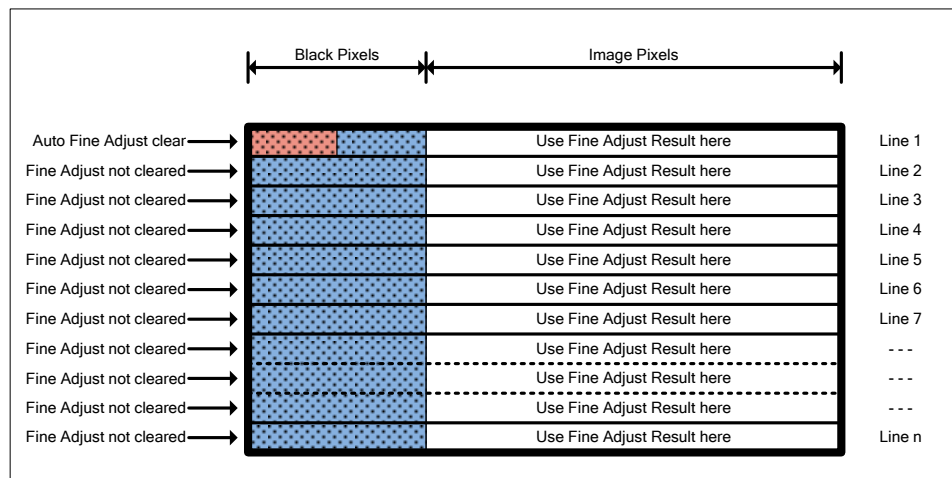 Black Pixels Image Pixels
Auto Fine Adjust clear Use Fine Adjust Result here Line 1
Fine Adjust not cleared Use Fine Adjust Result here Line 2
Fine Adjust not cleared Use Fine Adjust Result here Line 3
Fine Adjust not cleared Use Fine Adjust Result here Line 4
Fine Adjust not cleared Use Fine Adjust Result here Line 5
Fine Adjust not cleared Use Fine Adjust Result here Line 6
Fine Adjust not cleared Use Fine Adjust Result here Line 7
Fine Adjust not cleared Use Fine Adjust Result here - - -
Fine Adjust not cleared Use Fine Adjust Result here - - -
Fine Adjust not cleared Use Fine Adjust Result here - - -
Fine Adjust not cleared Use Fine Adjust Result here Line n